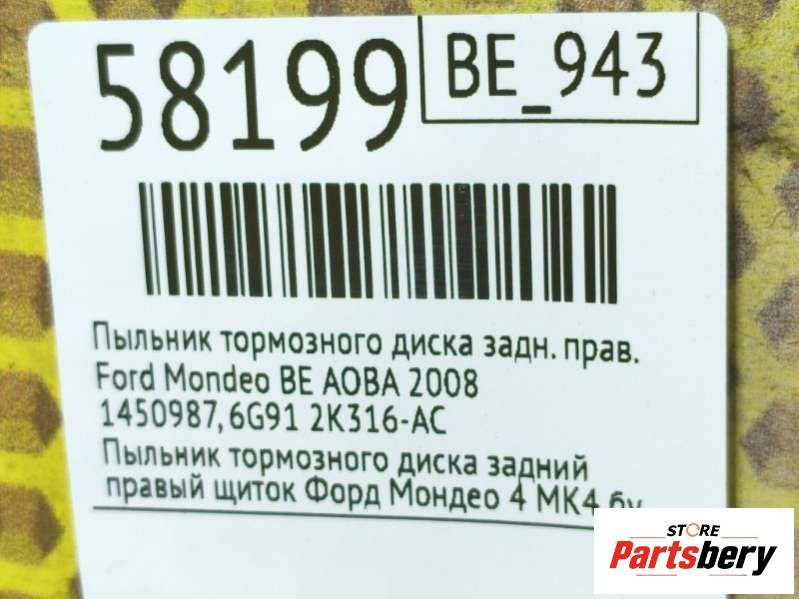 58199
BE_943
Пыльник тормозного диска задн. прав.
Ford Mondeo BE AOBA 2008
1450987, 6G91 2K316-AC
Пыльник тормозного диска задний
правый щиток Форд Мондео 4 МК4 бу
STORE
Partsbery